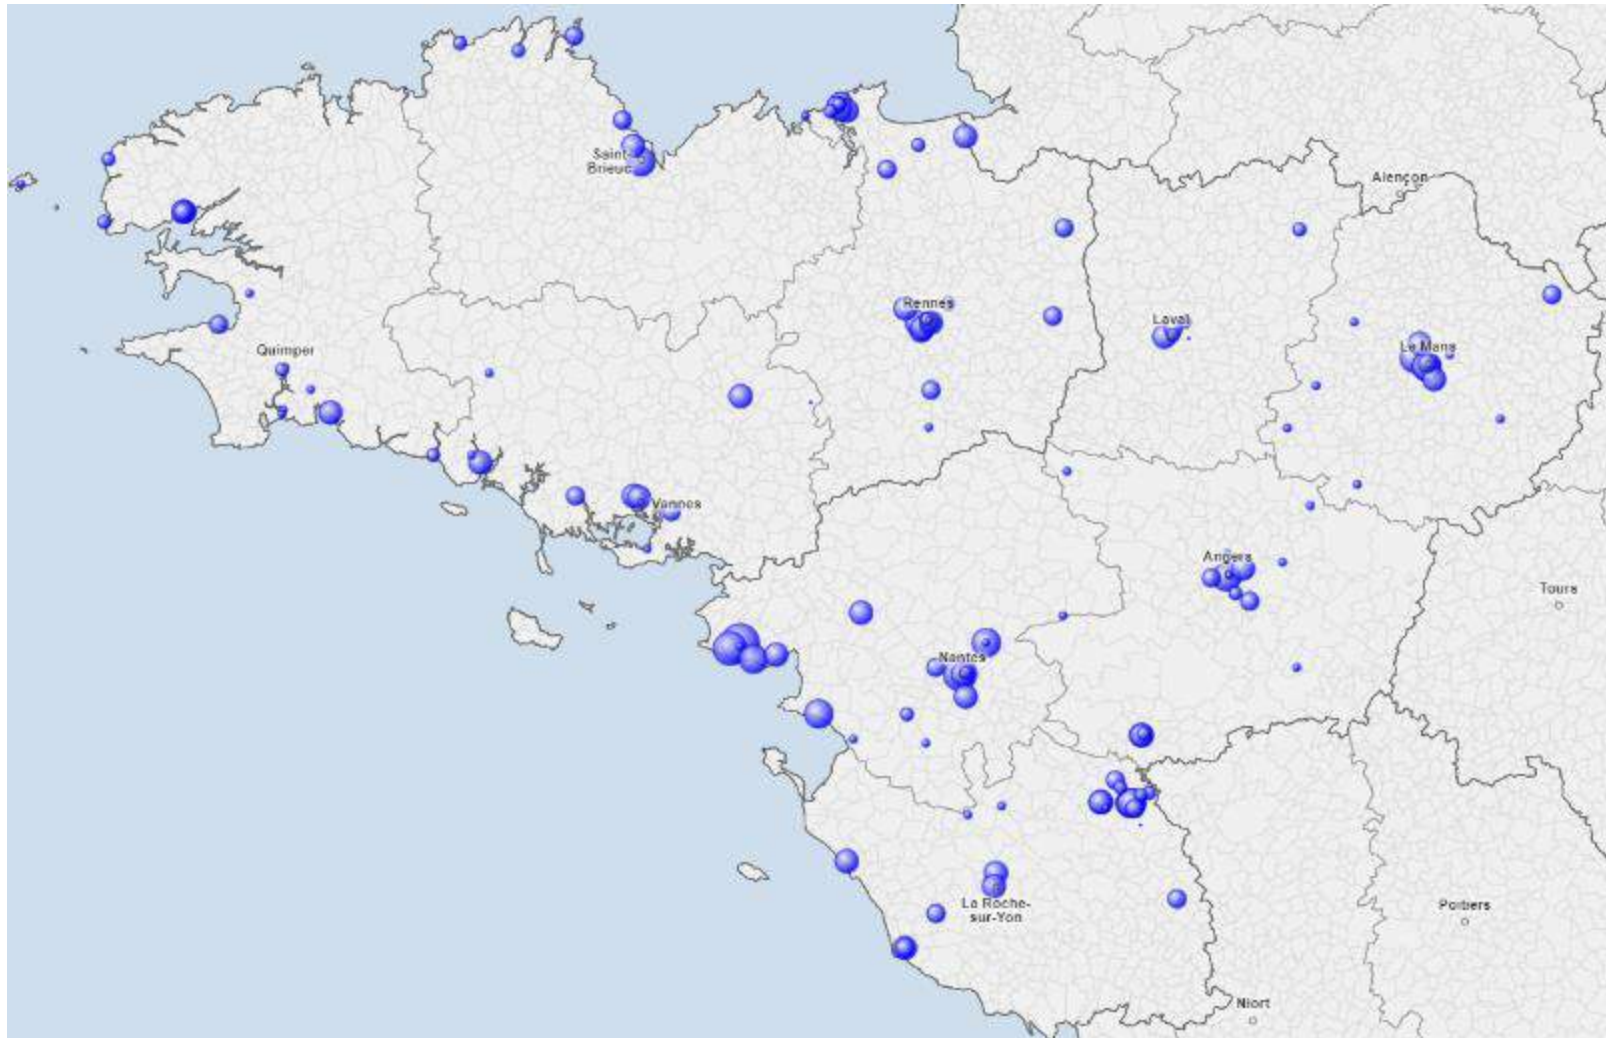 Saint-
Brieuc
Alençon
Rennes
Laval
Le Mans
Quimper
Vannes
Angers
Tours
Nantes
La Roche-
sur-Yon
Poitiers
Niort